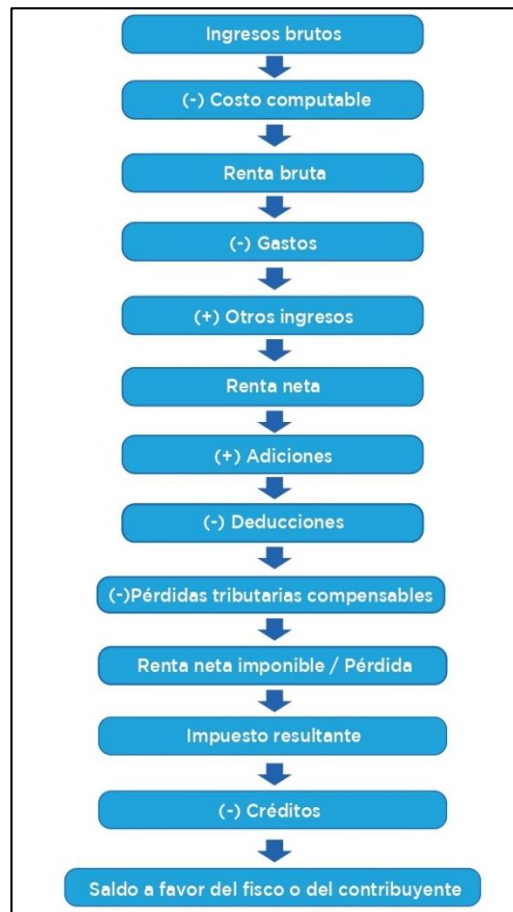 Ingresos brutos
(-) Costo computable
Renta bruta
(-) Gastos
(+) Otros ingresos
Renta neta
(+) Adiciones
(-) Deducciones
(-)Pérdidas tributarias compensables
Renta neta imponible / Pérdida
Impuesto resultante
(-) Créditos
Saldo a favor del fisco o del contribuyente